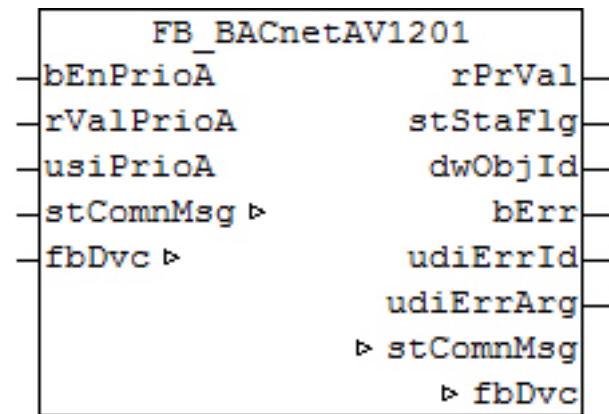 FB_BACnetAV1201
bEnPrioA rPrVal
rValPrioA stStaFlg
usiPrioA dwObjId
stComnMsg ▷ bErr
fbDvc ▷ udiErrId
udiErrArg
▷ stComnMsg
▷ fbDvc